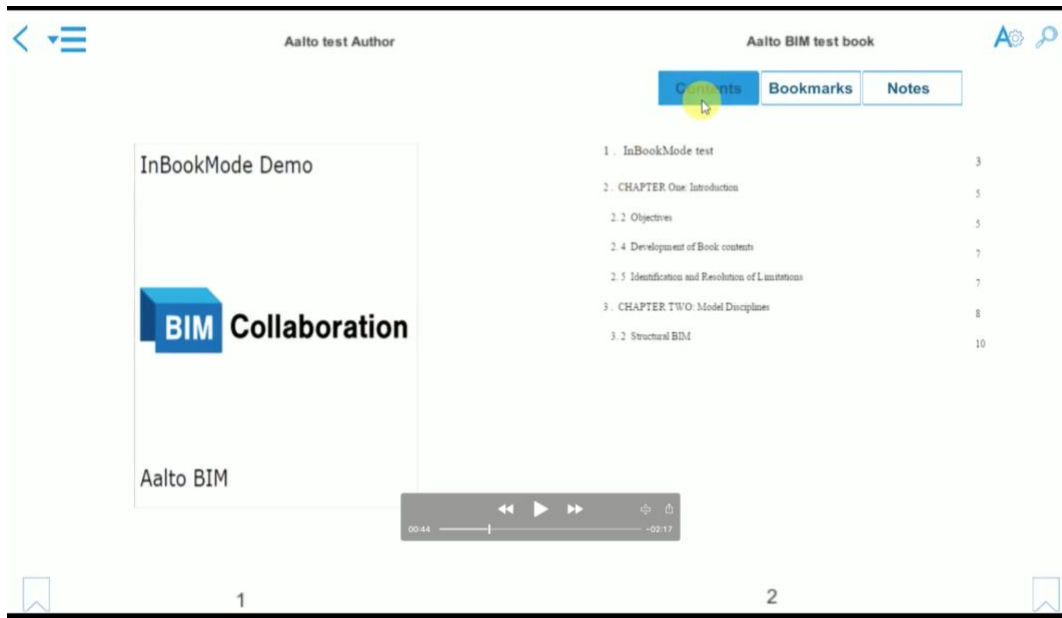 Aalto test Author
Aalto BIM test book
A
Contents Bookmarks Notes
InBookMode Demo
BIM Collaboration
Aalto BIM
1 . InBookMode test 3
2 . CHAPTER One: Introduction 5
2. 2 Objectives 5
2. 4 Development of Book contents 7
2. 5 Identification and Resolution of Limitations 7
3 . CHAPTER TWO: Model Disciplines 8
3. 2 Structural BIM 10
00:44 -02:17
1
2